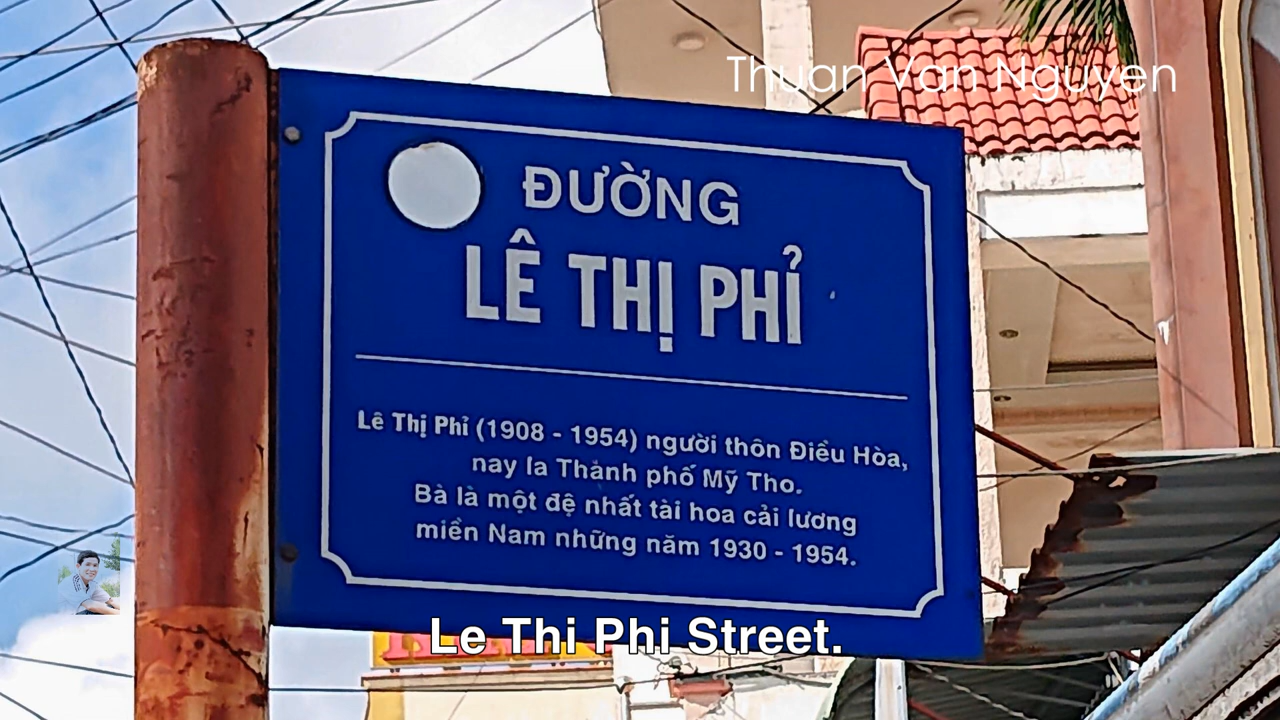 Thuan Van Nguyen
ĐƯỜNG
LÊ THỊ PHỈ
Lê Thị Phỉ (1908 - 1954) người thôn Điều Hòa,
nay la Thành phố Mỹ Tho.
Bà là một đệ nhất tài hoa cải lương
miền Nam những năm 1930 - 1954.
Le Thi Phi Street.